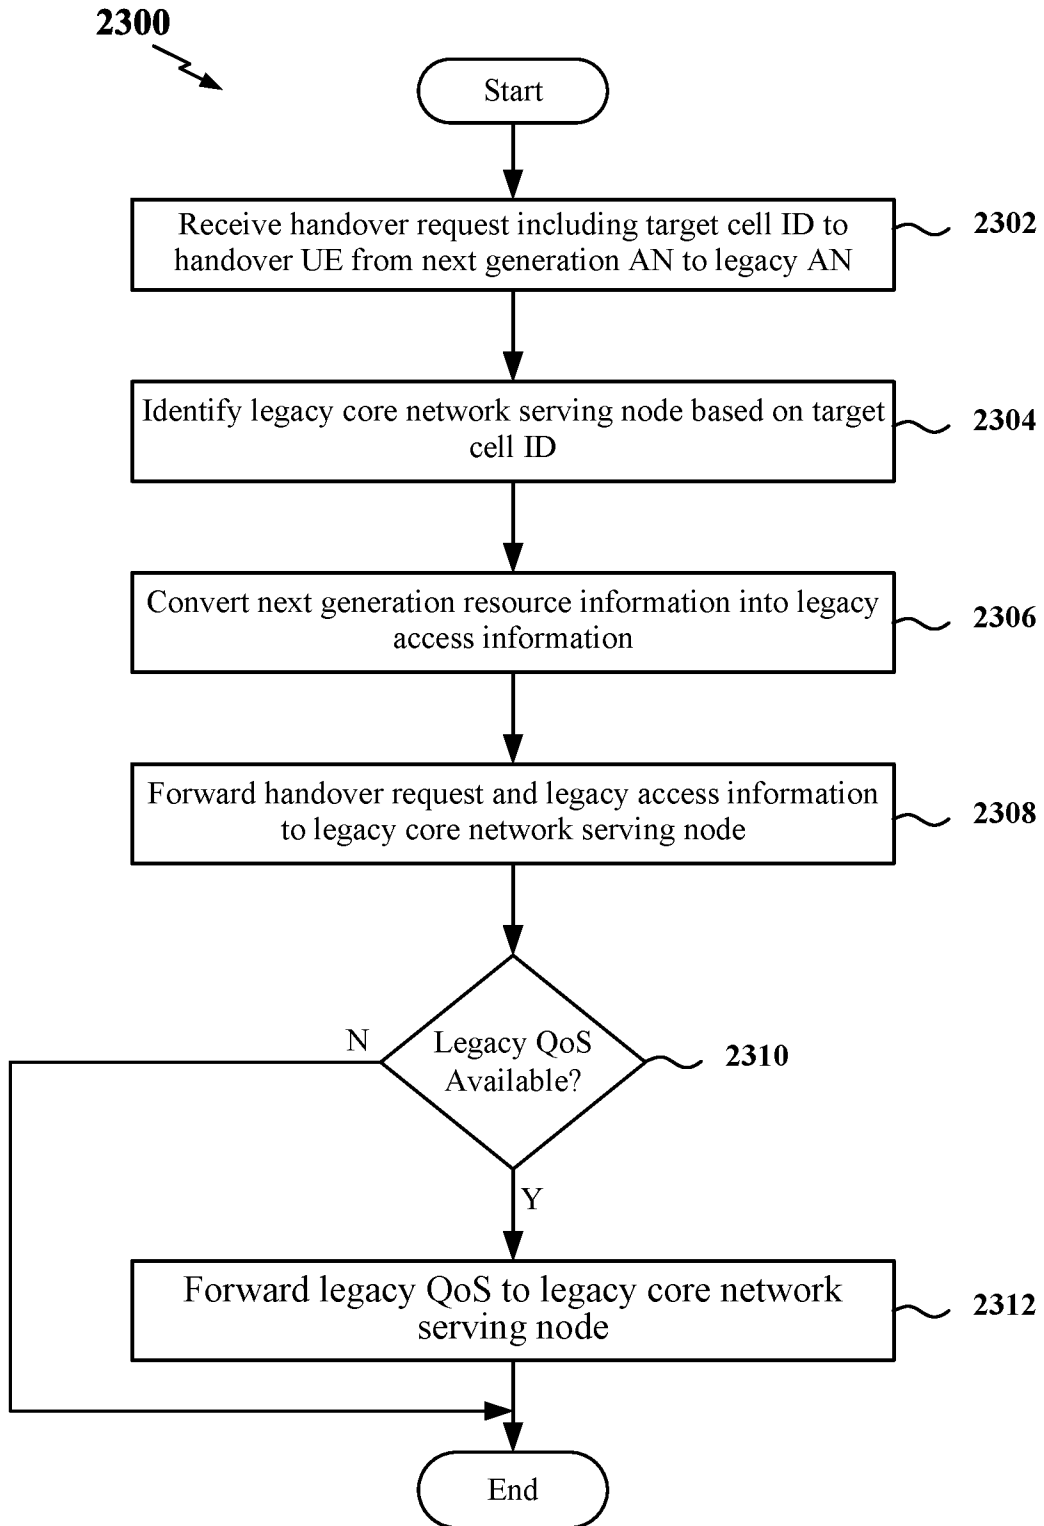 2300
Start
Receive handover request including target cell ID to
handover UE from next generation AN to legacy AN
2302
Identify legacy core network serving node based on target
cell ID
2304
Convert next generation resource information into legacy
access information
2306
Forward handover request and legacy access information
to legacy core network serving node
2308
N
Legacy QoS
Available?
2310
Y
Forward legacy QoS to legacy core network
serving node
2312
End